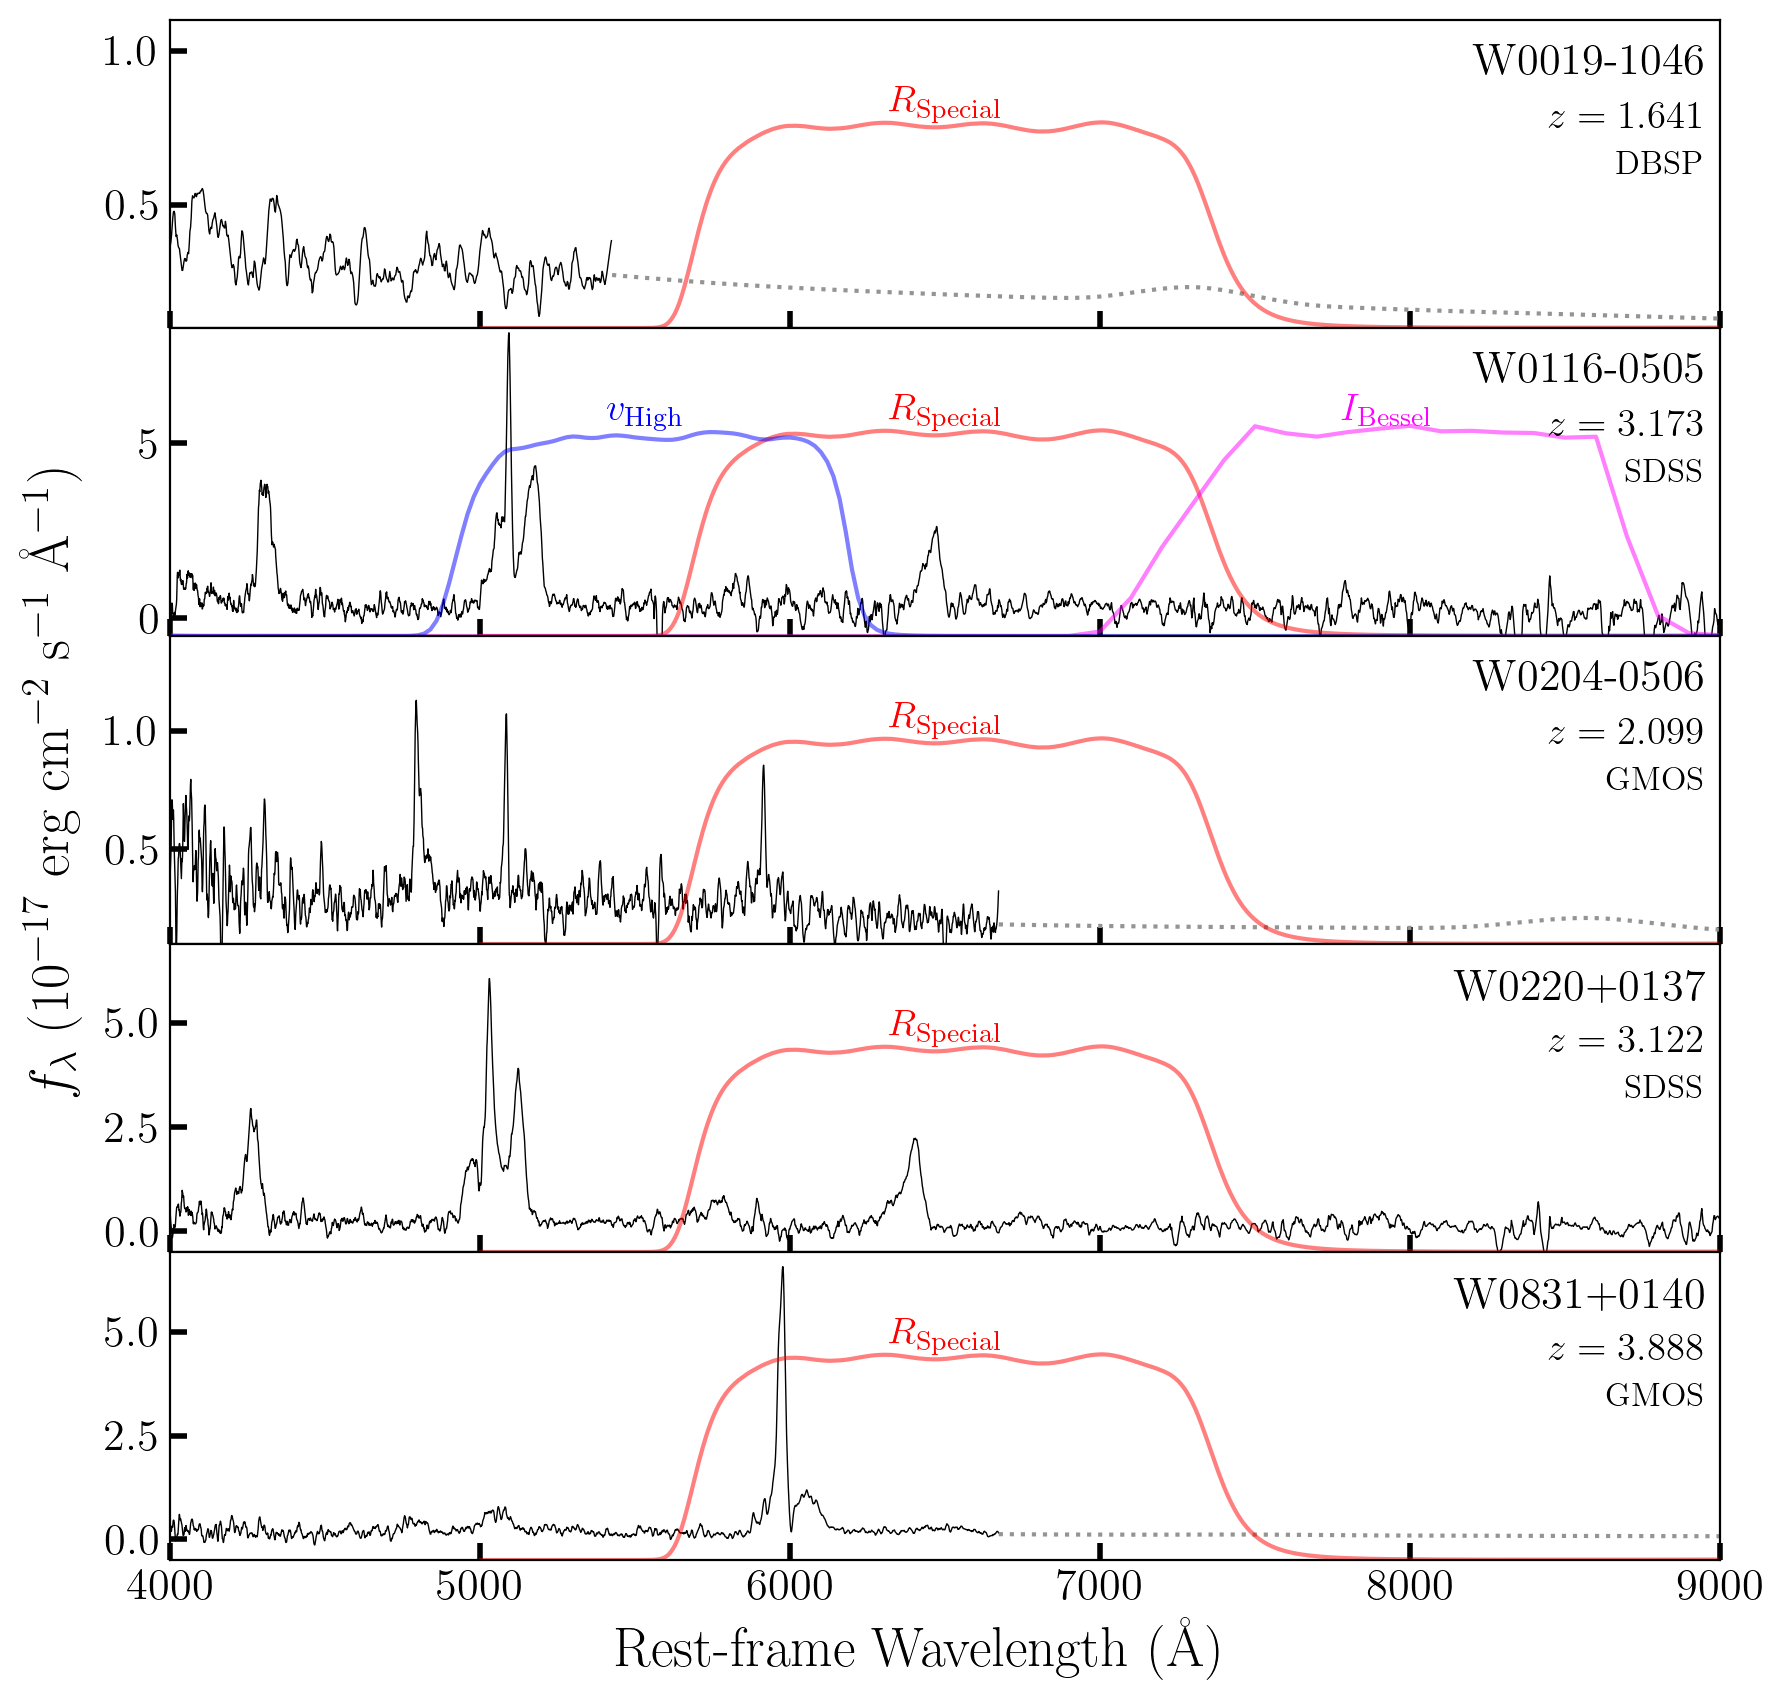 f_λ (10⁻¹⁷ erg cm⁻² s⁻¹ Å⁻¹)
1.0
0.5
R_Special
W0019-1046
z = 1.641
DBSP
5
0
v_High
R_Special
I_Bessel
W0116-0505
z = 3.173
SDSS
1.0
0.5
R_Special
W0204-0506
z = 2.099
GMOS
5.0
2.5
0.0
R_Special
W0220+0137
z = 3.122
SDSS
5.0
2.5
0.0
R_Special
W0831+0140
z = 3.888
GMOS
4000 5000 6000 7000 8000 9000
Rest-frame Wavelength (Å)